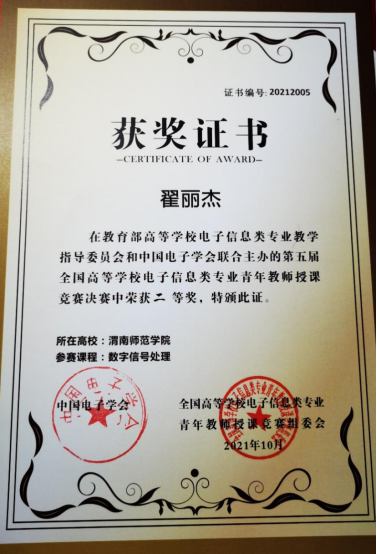 证书编号:20212005
获奖证书
—CERTIFICATE OF AWARD—
翟丽杰
在教育部高等学校电子信息类专业教学
指导委员会和中国电子学会联合主办的第五届
全国高等学校电子信息类专业青年教师授课
竞赛决赛中荣获二 等奖，特颁此证。
所在高校：渭南师范学院
参赛课程：数字信号处理
中国电子学会
中国电子学会
全国高等学校电子信息类专业
青年教师授课竞赛组委会
2021年10月